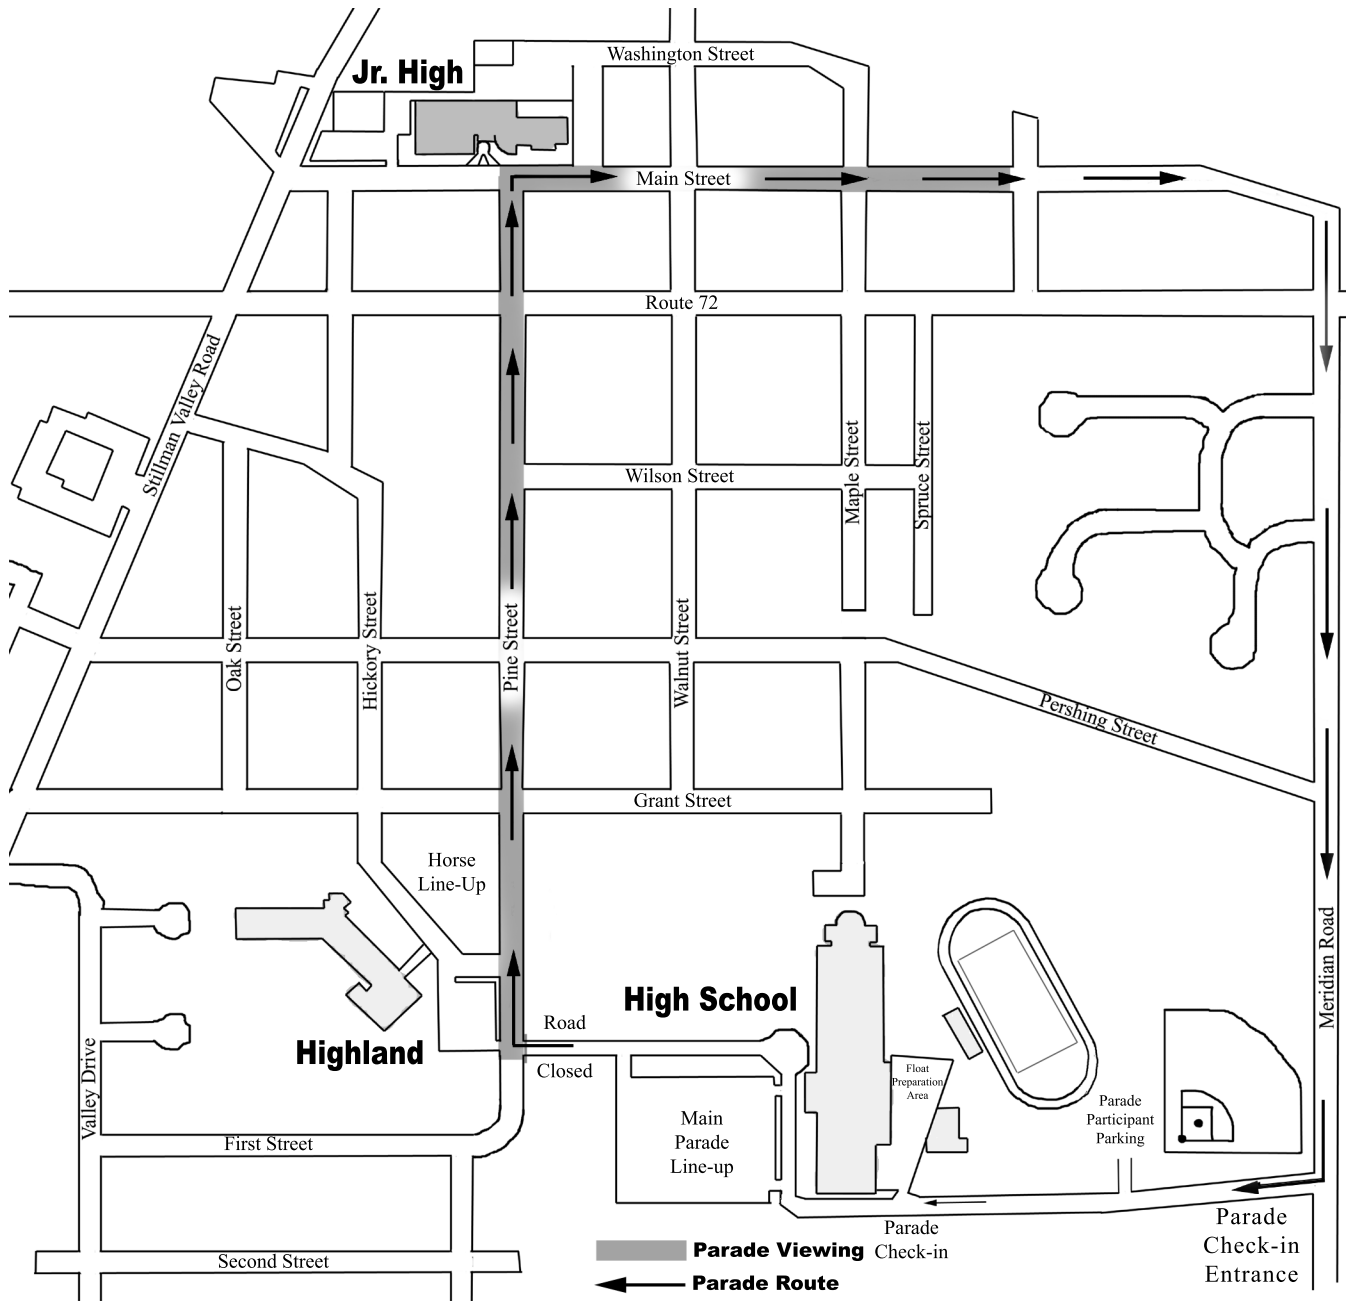 Washington Street
Jr. High
Main Street
Route 72
Stillman Valley Road
Maple Street
Spruce Street
Wilson Street
Oak Street
Hickory Street
Pine Street
Walnut Street
Pershing Street
Grant Street
Horse
Line-Up
High School
Meridian Road
Road
Closed
Highland
Float
Preparation
Area
Valley Drive
Parade
Participant
Parking
Main
Parade
Line-up
First Street
Parade
Check-in
Parade
Check-in
Entrance
Second Street
Parade Viewing
Parade Route